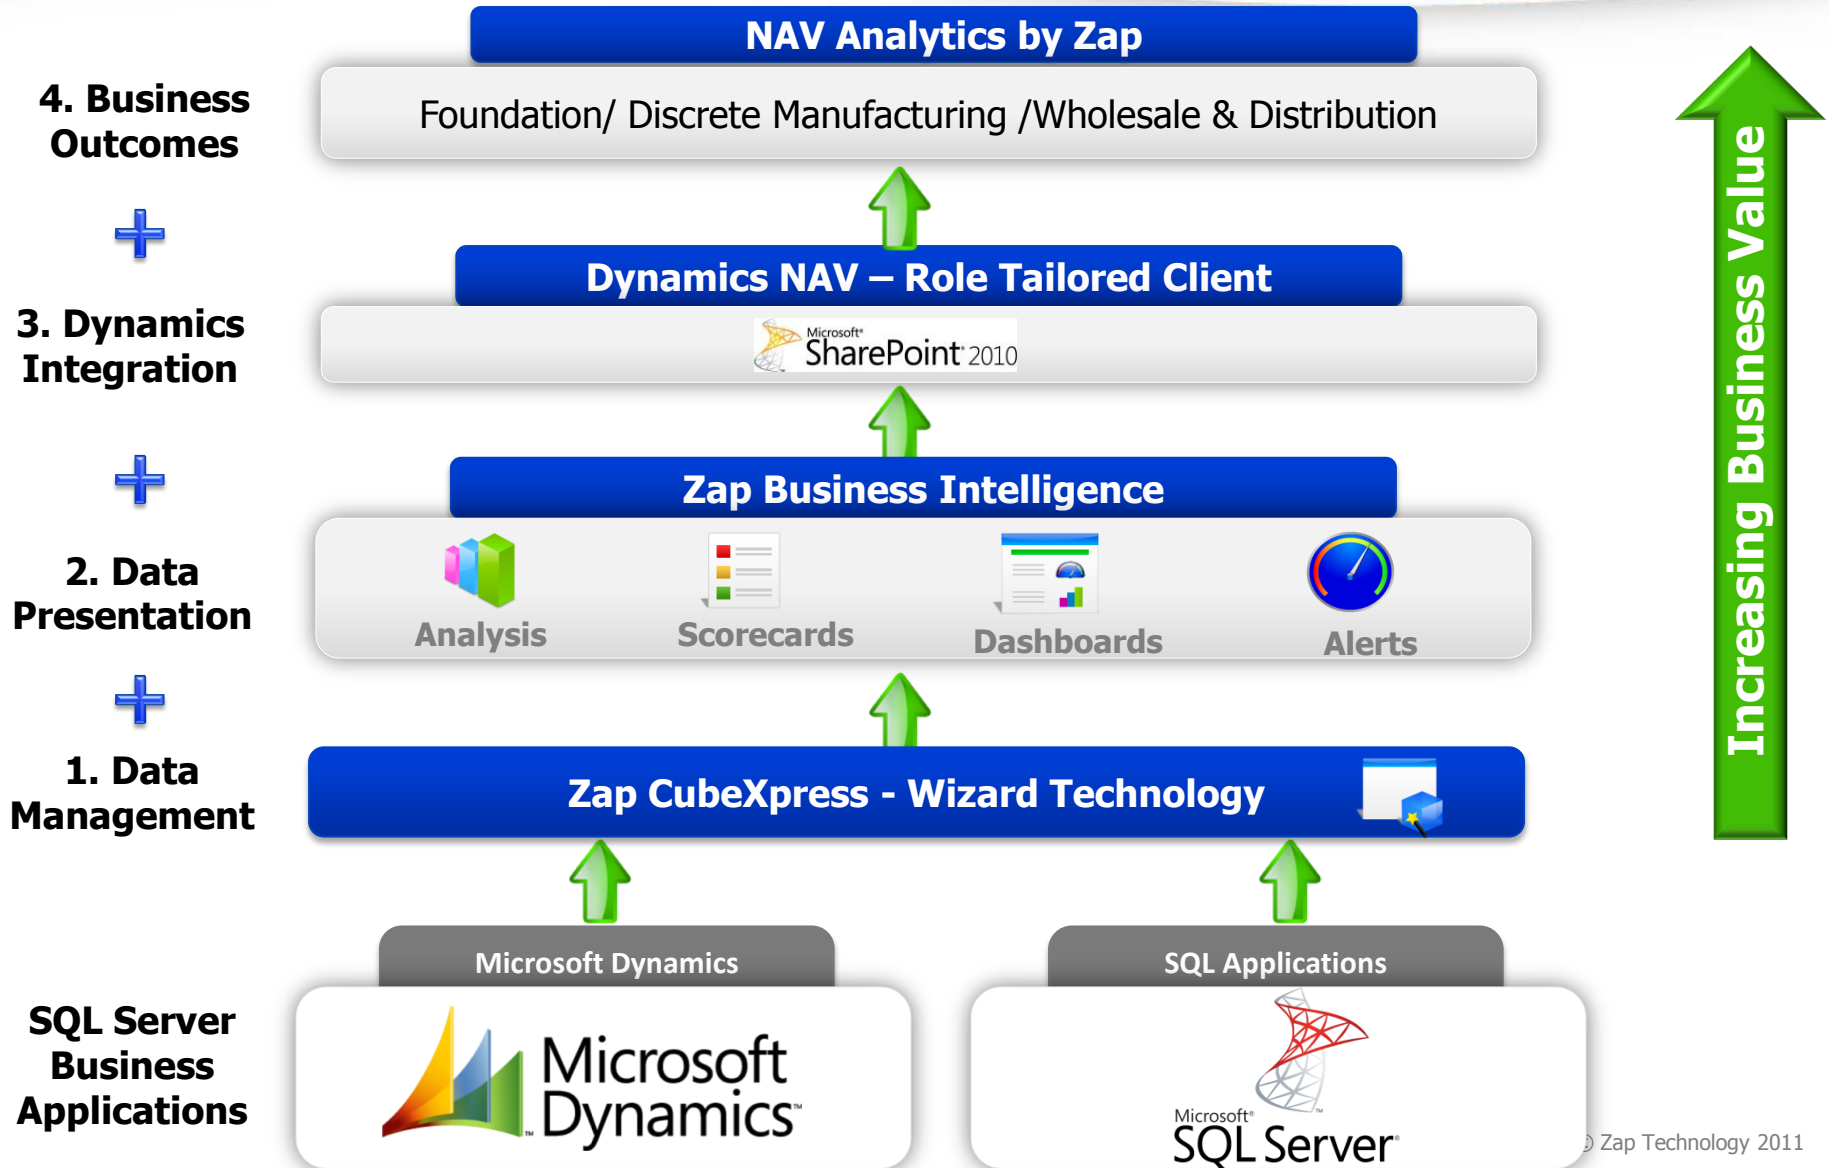 NAV Analytics by Zap
4. Business
Outcomes
Foundation/ Discrete Manufacturing /Wholesale & Distribution
Dynamics NAV – Role Tailored Client
3. Dynamics
Integration
Microsoft®
SharePoint® 2010
Zap Business Intelligence
2. Data
Presentation
Analysis
Scorecards
Dashboards
Alerts
1. Data
Management
Zap CubeXpress - Wizard Technology
Increasing Business Value
Microsoft Dynamics
SQL Applications
SQL Server
Business
Applications
Microsoft
Dynamics™
Microsoft®
SQL Server®
© Zap Technology 2011